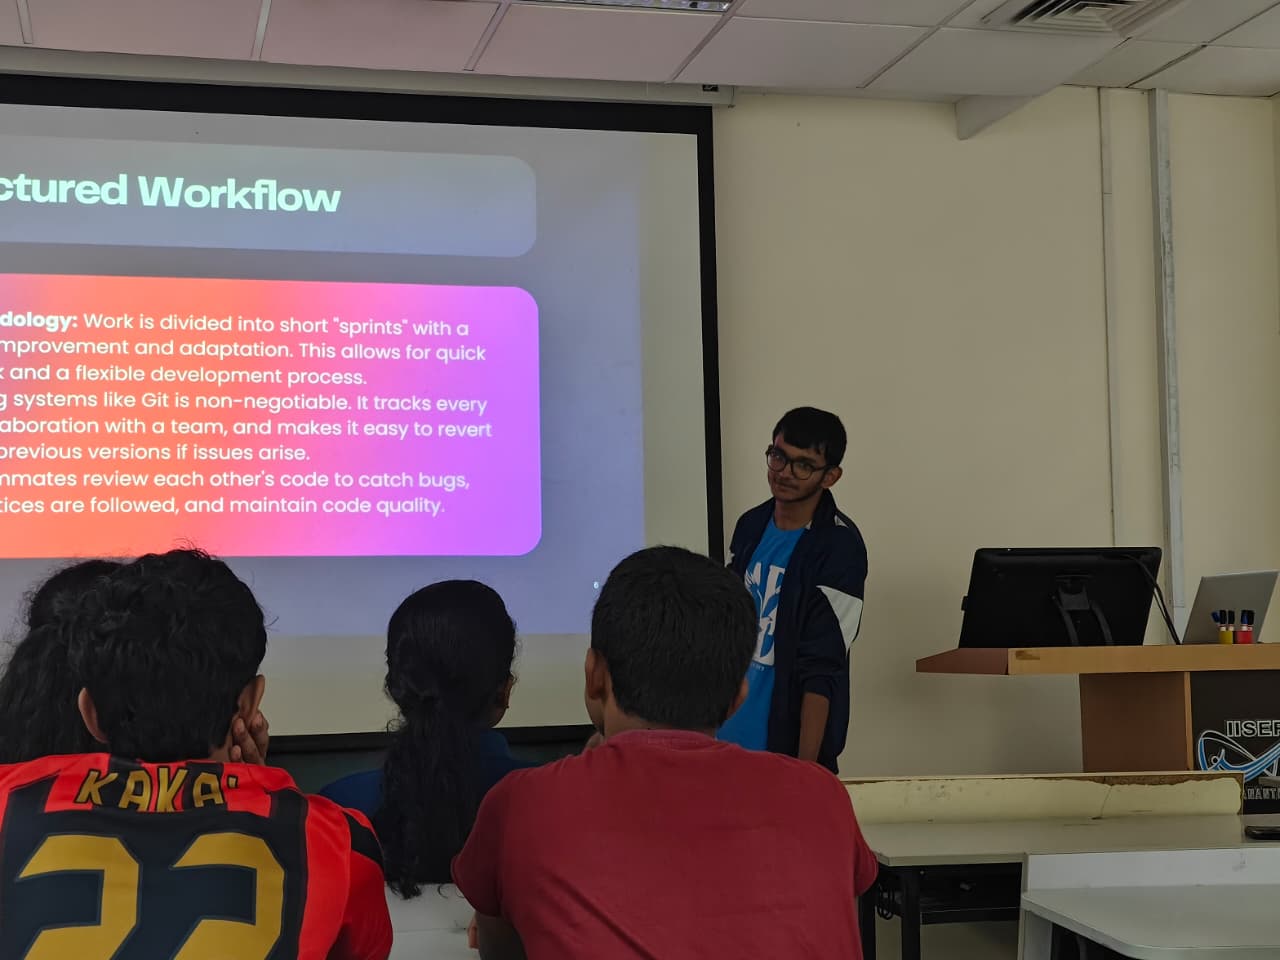 ctured Workflow
dology: Work is divided into short "sprints" with a
mprovement and adaptation. This allows for quick
k and a flexible development process.
g systems like Git is non-negotiable. It tracks every
aboration with a team, and makes it easy to revert
previous versions if issues arise.
mmates review each other's code to catch bugs,
tices are followed, and maintain code quality.
6
KAKA'
22
IISER
ANANT